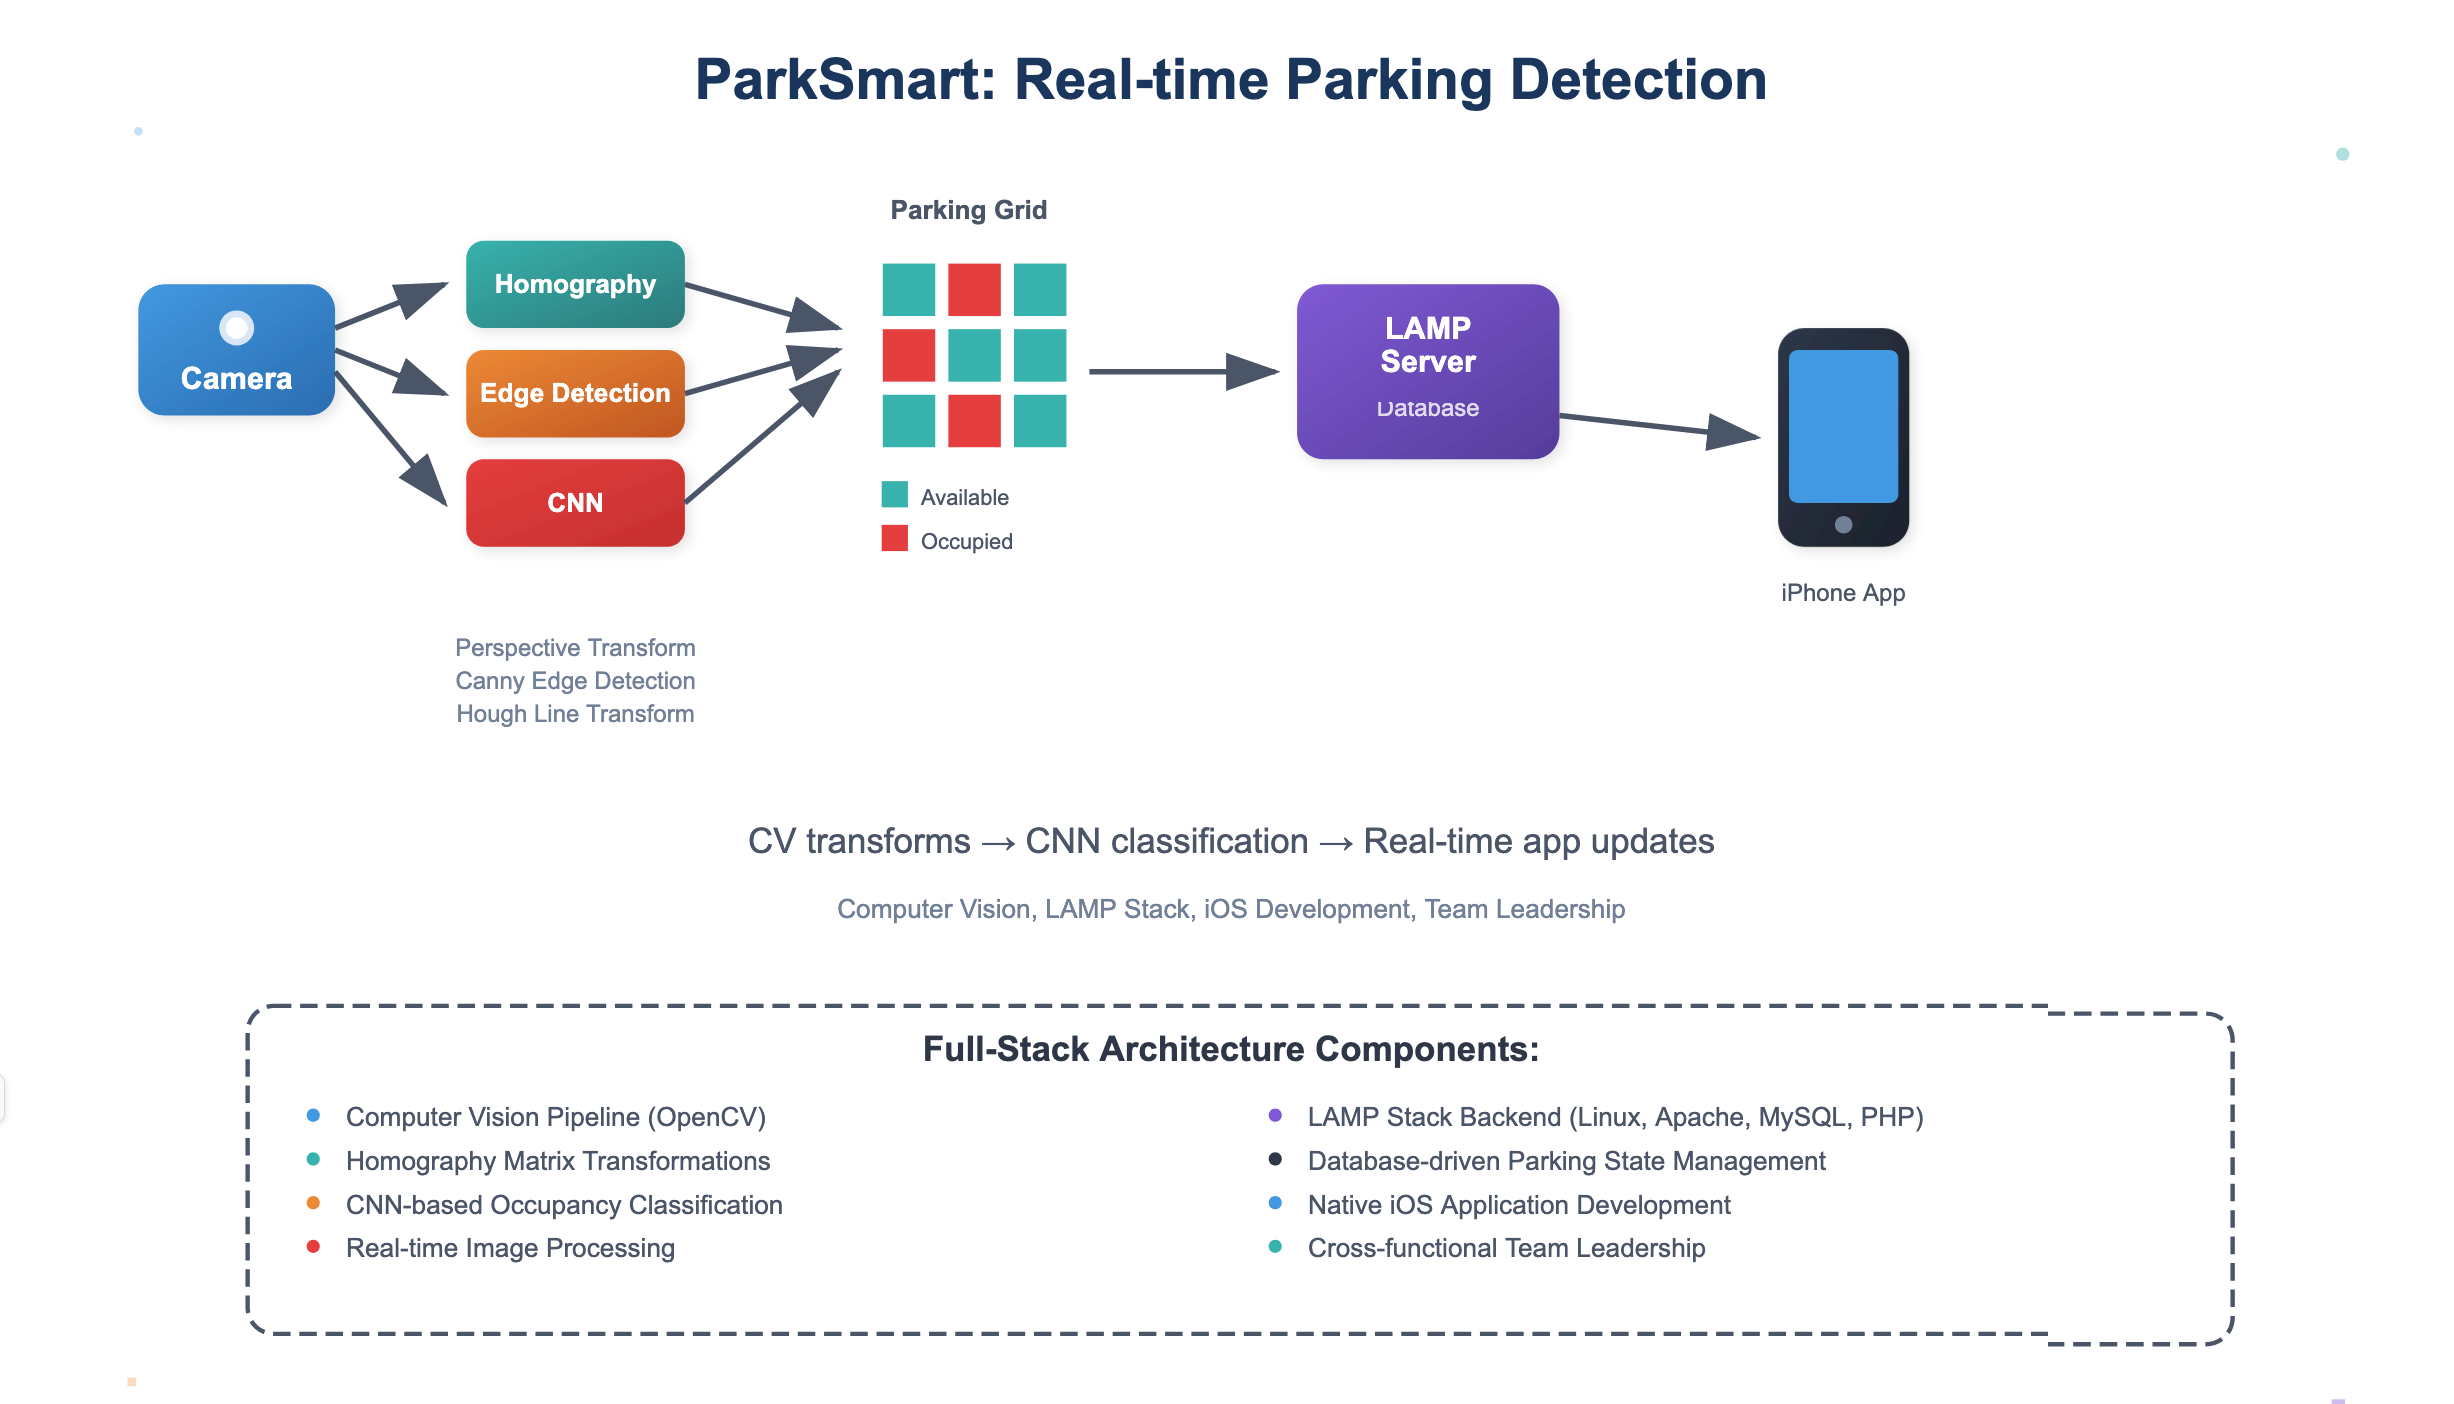 ParkSmart: Real-time Parking Detection
Parking Grid
Camera
Homography
Edge Detection
CNN
Available
Occupied
LAMP
Server
Database
iPhone App
Perspective Transform
Canny Edge Detection
Hough Line Transform
CV transforms → CNN classification → Real-time app updates
Computer Vision, LAMP Stack, iOS Development, Team Leadership
Full-Stack Architecture Components:
Computer Vision Pipeline (OpenCV)
Homography Matrix Transformations
CNN-based Occupancy Classification
Real-time Image Processing
LAMP Stack Backend (Linux, Apache, MySQL, PHP)
Database-driven Parking State Management
Native iOS Application Development
Cross-functional Team Leadership